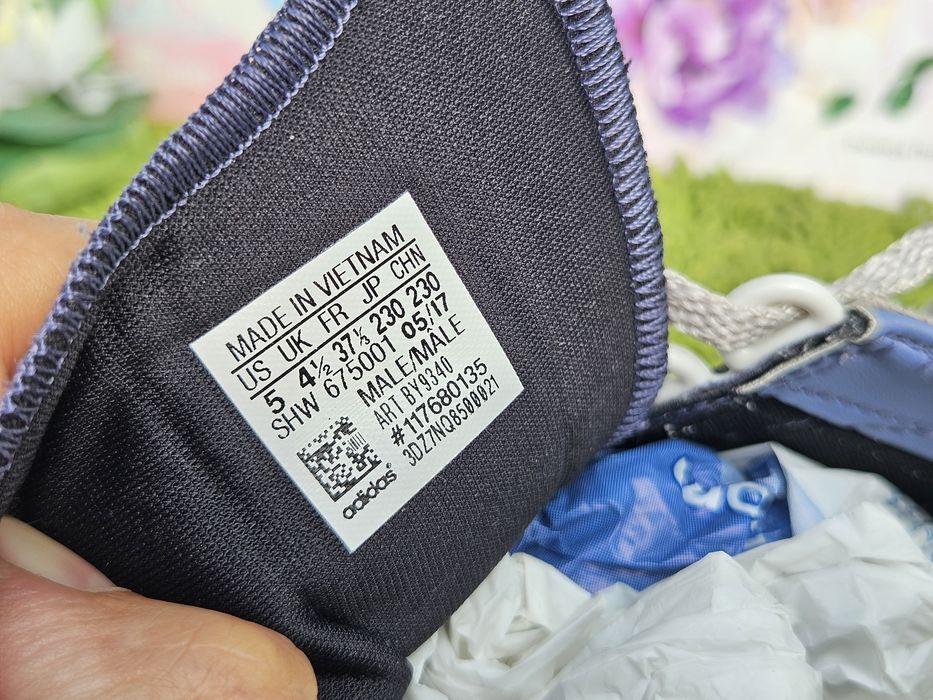 MADE IN VIETNAM
US UK FR JP CHN
5 4½ 37⅓ 230 230
SHW 675001 05/17
MALE/MÂLE
ART BY9340
#117680135
3DZ7NQ8500021
adidas®